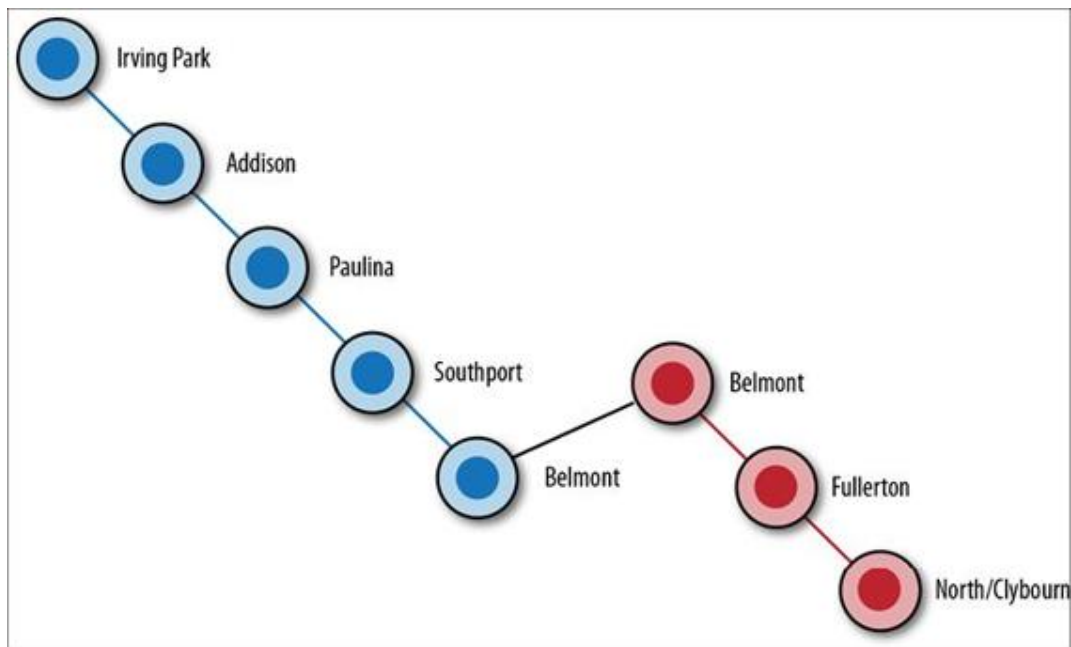 Irving Park
Addison
Paulina
Southport
Belmont
Belmont
Fullerton
North/Clybourn